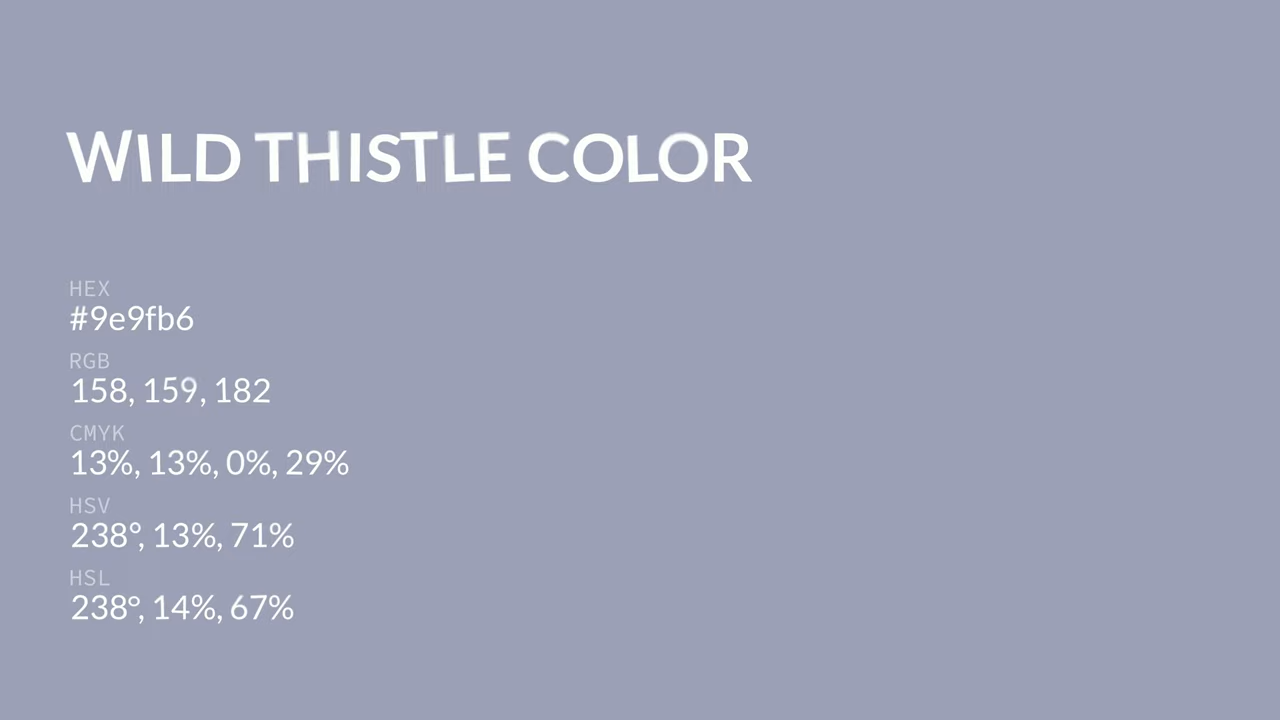 WILD THISTLE COLOR
HEX
#9e9fb6
RGB
158, 159, 182
CMYK
13%, 13%, 0%, 29%
HSV
238°, 13%, 71%
HSL
238°, 14%, 67%